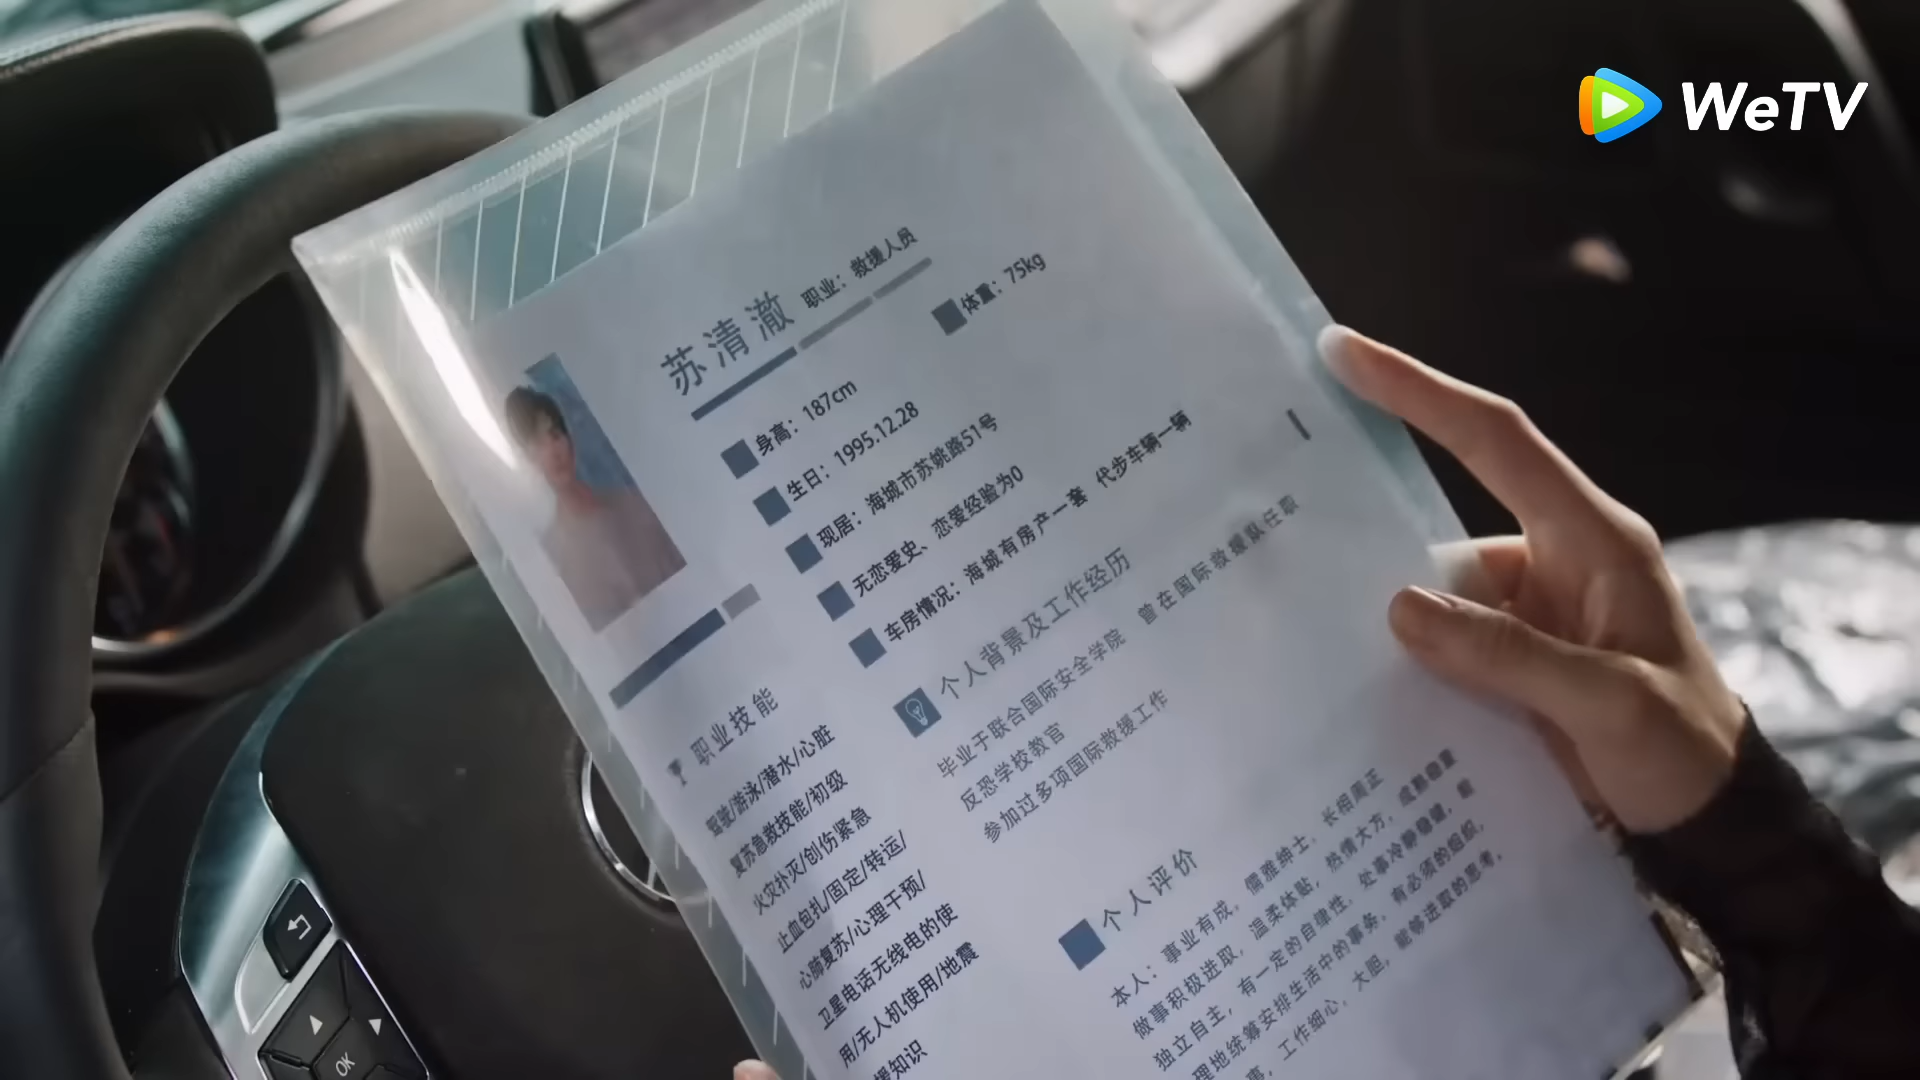 WeTV
苏清澈 职业：救援人员
身高：187cm 体重：75kg
生日：1995.12.28
现居：海城市苏姚路51号
无恋爱史、恋爱经验为0
车房情况：海城有房产一套 代步车辆一辆
个人背景及工作经历
毕业于联合国际安全学院 曾在国际救援队任职
反恐学校教官
参加过多项国际救援工作
职业技能
驾驶/游泳/潜水/心脏
复苏急救技能/初级
火灾扑灭/创伤紧急
止血包扎/固定/转运/
心肺复苏/心理干预/
卫星电话无线电的使
用/无人机使用/地震
援知识
个人评价
本人：事业有成，儒雅绅士，长相周正
做事积极进取，温柔体贴，热情大方，成熟稳重
独立自主，有一定的自律性，处事冷静稳健，能
理地统筹安排生活中的事务，有必须的组织，
事，工作细心，大胆，能够进取的思考，
OK